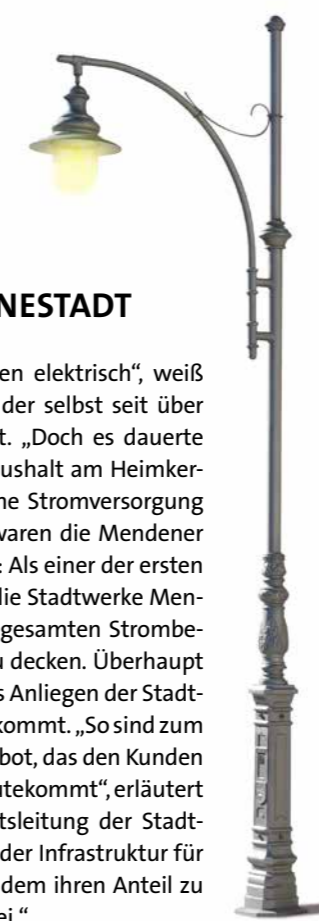 NESTADT
en elektrisch“, weiß
der selbst seit über
t. „Doch es dauerte
ushalt am Heimker-
ne Stromversorgung
waren die Mendener
: Als einer der ersten
die Stadtwerke Men-
gesamten Strombe-
u decken. Überhaupt
s Anliegen der Stadt-
kommt. „So sind zum
bot, das den Kunden
utekommt“, erläutert
tsleitung der Stadt-
der Infrastruktur für
dem ihren Anteil zu
ei.“